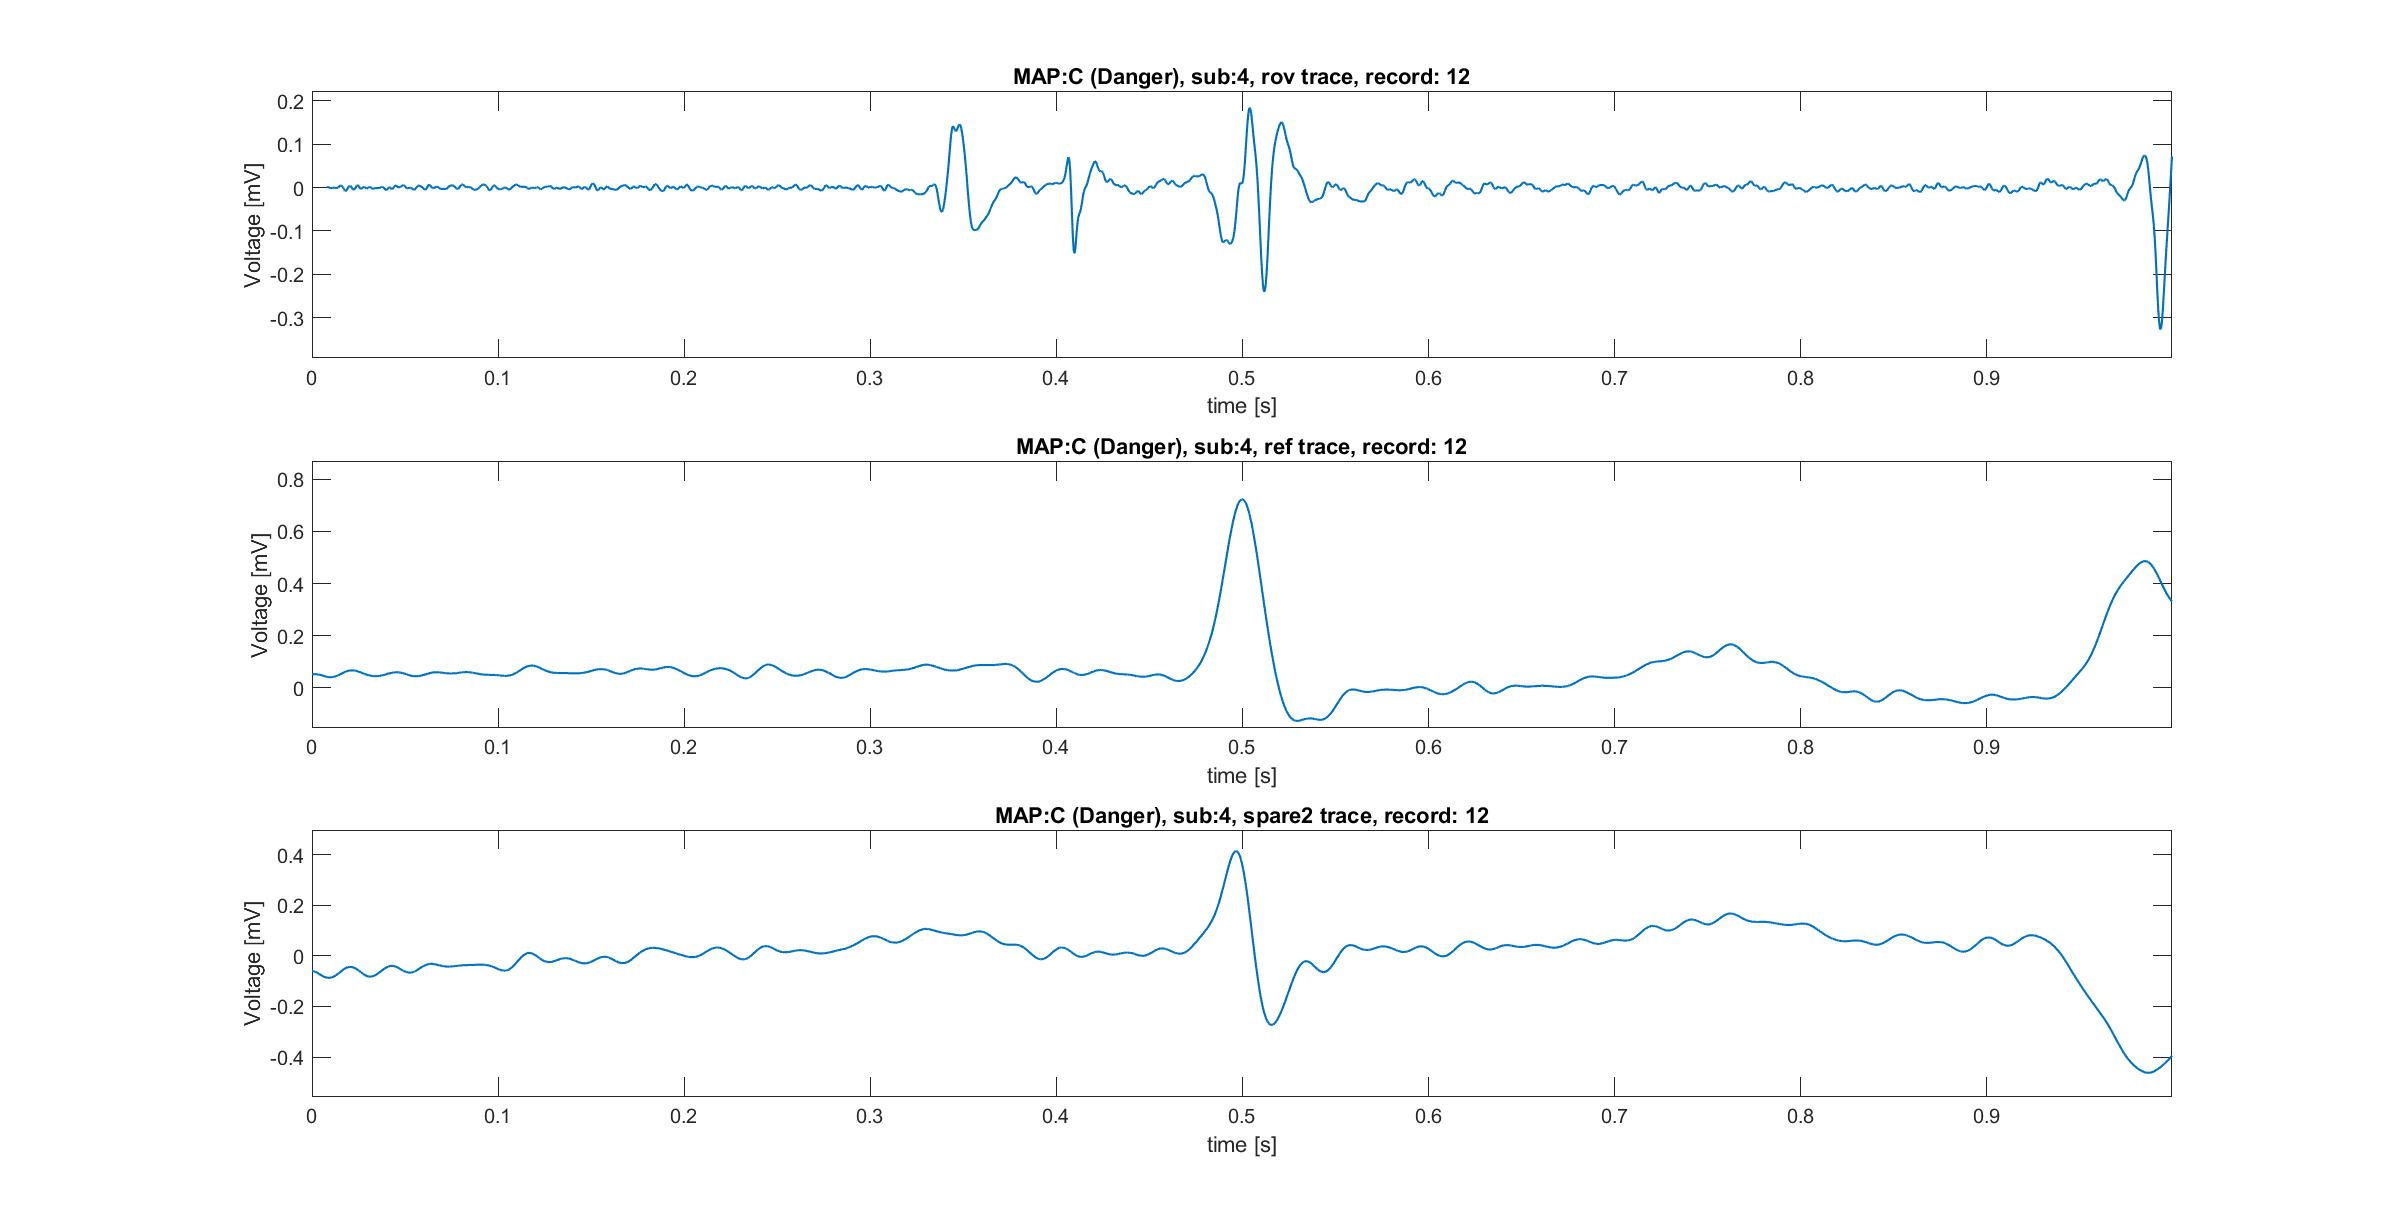 MAP:C (Danger), sub:4, rov trace, record: 12
Voltage [mV]
0.2
0.1
0
-0.1
-0.2
-0.3
0 0.1 0.2 0.3 0.4 0.5 0.6 0.7 0.8 0.9
time [s]
MAP:C (Danger), sub:4, ref trace, record: 12
Voltage [mV]
0.8
0.6
0.4
0.2
0
0 0.1 0.2 0.3 0.4 0.5 0.6 0.7 0.8 0.9
time [s]
MAP:C (Danger), sub:4, spare2 trace, record: 12
Voltage [mV]
0.4
0.2
0
-0.2
-0.4
0 0.1 0.2 0.3 0.4 0.5 0.6 0.7 0.8 0.9
time [s]